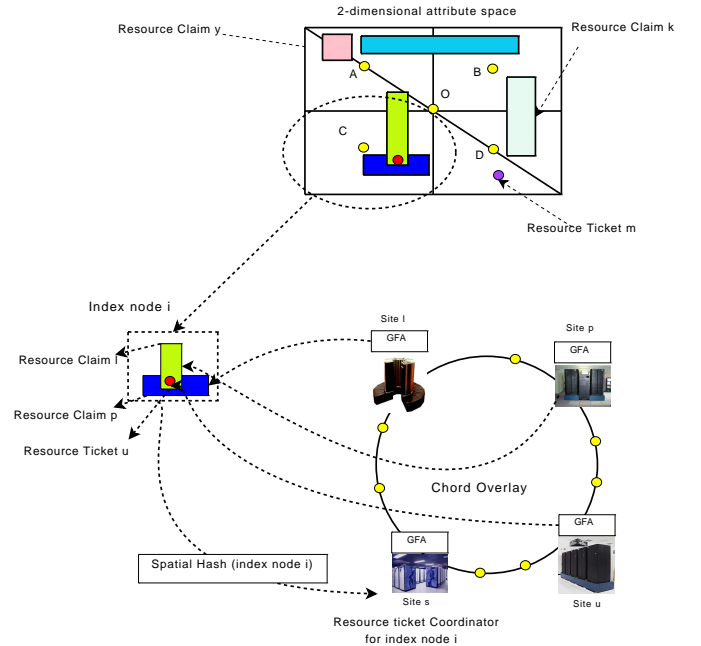 2-dimensional attribute space
Resource Claim y
Resource Claim k
A
B
O
C
D
Resource Ticket m
Index node i
Site l
GFA
Site p
GFA
Resource Claim l
Resource Claim p
Resource Ticket u
Chord Overlay
GFA
GFA
Spatial Hash (index node i)
Site s
Site u
Resource ticket Coordinator
for index node i